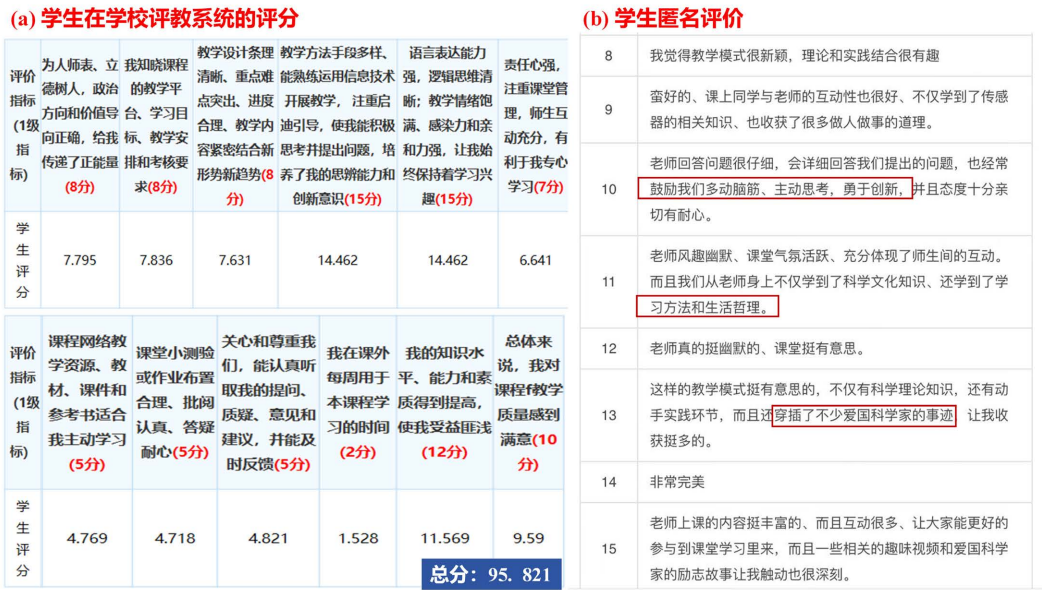 (a) 学生在学校评教系统的评分
评价
指标
(1级
指
标)
为人师表、立
德树人，政治
方向和价值导
向正确，给我
传递了正能量
(8分)
我知晓课程
的教学平
台、学习目
标、教学安
排和考核要
求(8分)
教学设计条理
清晰、重点难
点突出、进度
合理、教学内
容紧密结合新
形势新趋势(8
分)
教学方法手段多样、
能熟练运用信息技术
开展教学， 注重启
迪引导，使我能积极
思考并提出问题，培
养了我的思辨能力和
创新意识(15分)
语言表达能力
强，逻辑思维清
晰；教学情绪饱
满、感染力和亲
和力强，让我始
终保持着学习兴
趣(15分)
责任心强，
注重课堂管
理，师生互
动充分，有
利于我专心
学习(7分)
学
生
评
分
7.795
7.836
7.631
14.462
14.462
6.641
评价
指标
(1级
指
标)
课程网络教
学资源、教
材、课件和
参考书适合
我主动学习
(5分)
课堂小测验
或作业布置
合理、批阅
认真、答疑
耐心(5分)
关心和尊重我
们，能认真听
取我的提问、
质疑、意见和
建议，并能及
时反馈(5分)
我在课外
每周用于
本课程学
习的时间
(2分)
我的知识水
平、能力和素
质得到提高，
使我受益匪浅
(12分)
总体来
说，我对
课程f教学
质量感到
满意(10
分)
学
生
评
分
4.769
4.718
4.821
1.528
11.569
9.59
总分：95. 821
(b) 学生匿名评价
8 我觉得教学模式很新颖，理论和实践结合很有趣
9 蛮好的、课上同学与老师的互动性也很好、不仅学到了传感
器的相关知识、也收获了很多做人做事的道理。
10 老师回答问题很仔细，会详细回答我们提出的问题，也经常
鼓励我们多动脑筋、主动思考，勇于创新，并且态度十分亲
切有耐心。
11 老师风趣幽默、课堂气氛活跃、充分体现了师生间的互动。
而且我们从老师身上不仅学到了科学文化知识、还学到了学
习方法和生活哲理。
12 老师真的挺幽默的、课堂挺有意思。
13 这样的教学模式挺有意思的，不仅有科学理论知识，还有动
手实践环节，而且还穿插了不少爱国科学家的事迹 让我收
获挺多的。
14 非常完美
15 老师上课的内容挺丰富的、而且互动很多、让大家能更好的
参与到课堂学习里来，而且一些相关的趣味视频和爱国科学
家的励志故事让我触动也很深刻。